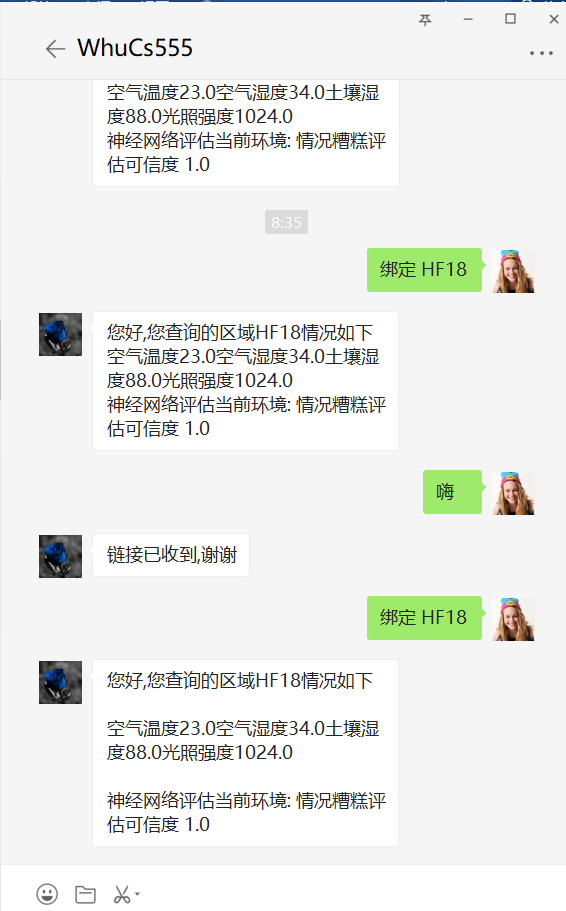 WhuCs555
空气温度23.0空气湿度34.0土壤湿
度88.0光照强度1024.0
神经网络评估当前环境: 情况糟糕评
估可信度 1.0
8:35
绑定 HF18
您好,您查询的区域HF18情况如下
空气温度23.0空气湿度34.0土壤湿
度88.0光照强度1024.0
神经网络评估当前环境: 情况糟糕评
估可信度 1.0
嗨
链接已收到,谢谢
绑定 HF18
您好,您查询的区域HF18情况如下
空气温度23.0空气湿度34.0土壤湿
度88.0光照强度1024.0
神经网络评估当前环境: 情况糟糕评
估可信度 1.0